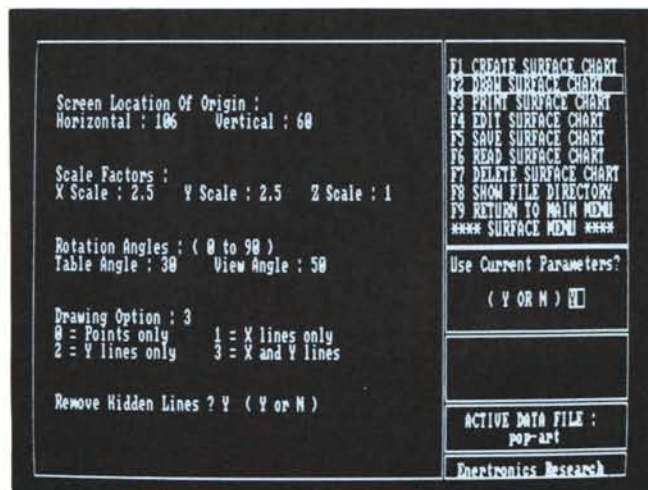 Screen Location Of Origin :
Horizontal : 106 Vertical : 60
Scale Factors :
X Scale : 2.5 Y Scale : 2.5 Z Scale : 1
Rotation Angles : ( 0 to 90 )
Table Angle : 30 View Angle : 50
Drawing Option : 3
0 = Points only 1 = X lines only
2 = Y lines only 3 = X and Y lines
Remove Hidden Lines ? Y ( Y or N )
F1 CREATE SURFACE CHART
F2 DRAW SURFACE CHART
F3 PRINT SURFACE CHART
F4 EDIT SURFACE CHART
F5 SAVE SURFACE CHART
F6 READ SURFACE CHART
F7 DELETE SURFACE CHART
F8 SHOW FILE DIRECTORY
F9 RETURN TO MAIN MENU
**** SURFACE MENU ****
Use Current Parameters?
( Y OR N ) Y
ACTIVE DATA FILE :
pop-art
Enertronics Research